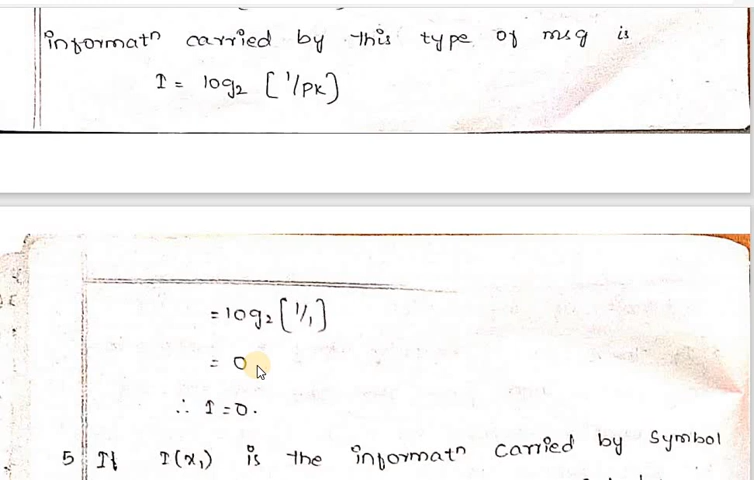 informatn carried by this type of msg is
I = log₂ [1/PK]
= log₂ [1/1]
= 0
∴ I = 0.
5 If I(x₁) is the informatn carried by symbol